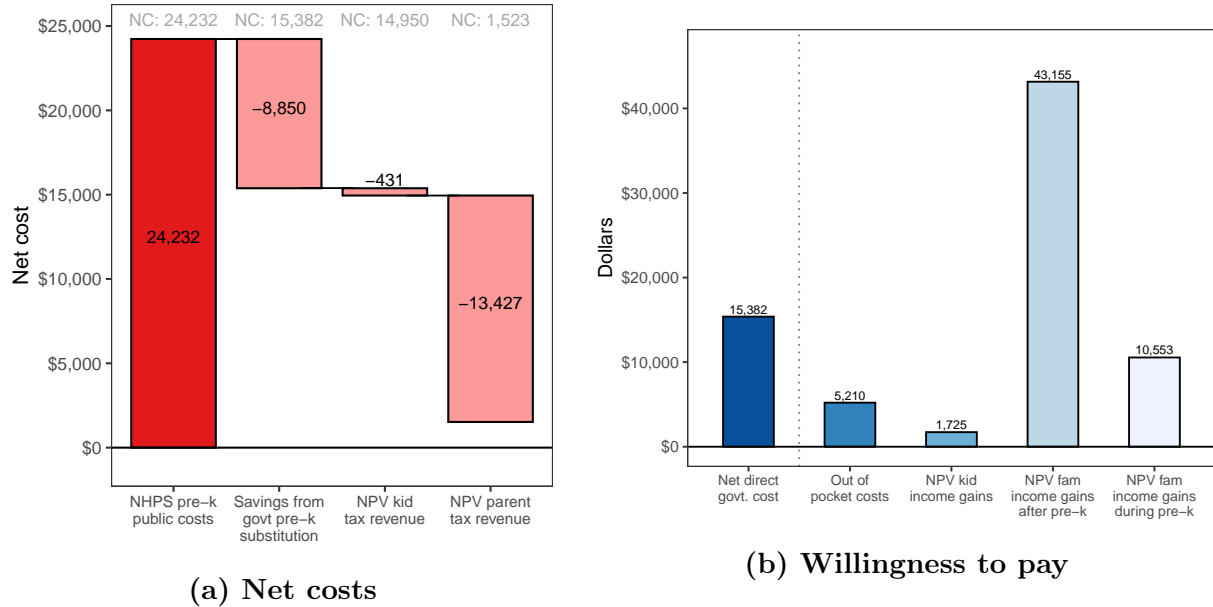 NC: 24,232 NC: 15,382 NC: 14,950 NC: 1,523
$25,000
$20,000
$15,000
$10,000
$5,000
$0
Net cost
24,232
−8,850
−431
−13,427
NHPS pre−k
public costs
Savings from
govt pre−k
substitution
NPV kid
tax revenue
NPV parent
tax revenue
(a) Net costs
$40,000
$30,000
$20,000
$10,000
$0
Dollars
15,382
5,210
1,725
43,155
10,553
Net direct
govt. cost
Out of
pocket costs
NPV kid
income gains
NPV fam
income gains
after pre−k
NPV fam
income gains
during pre−k
(b) Willingness to pay